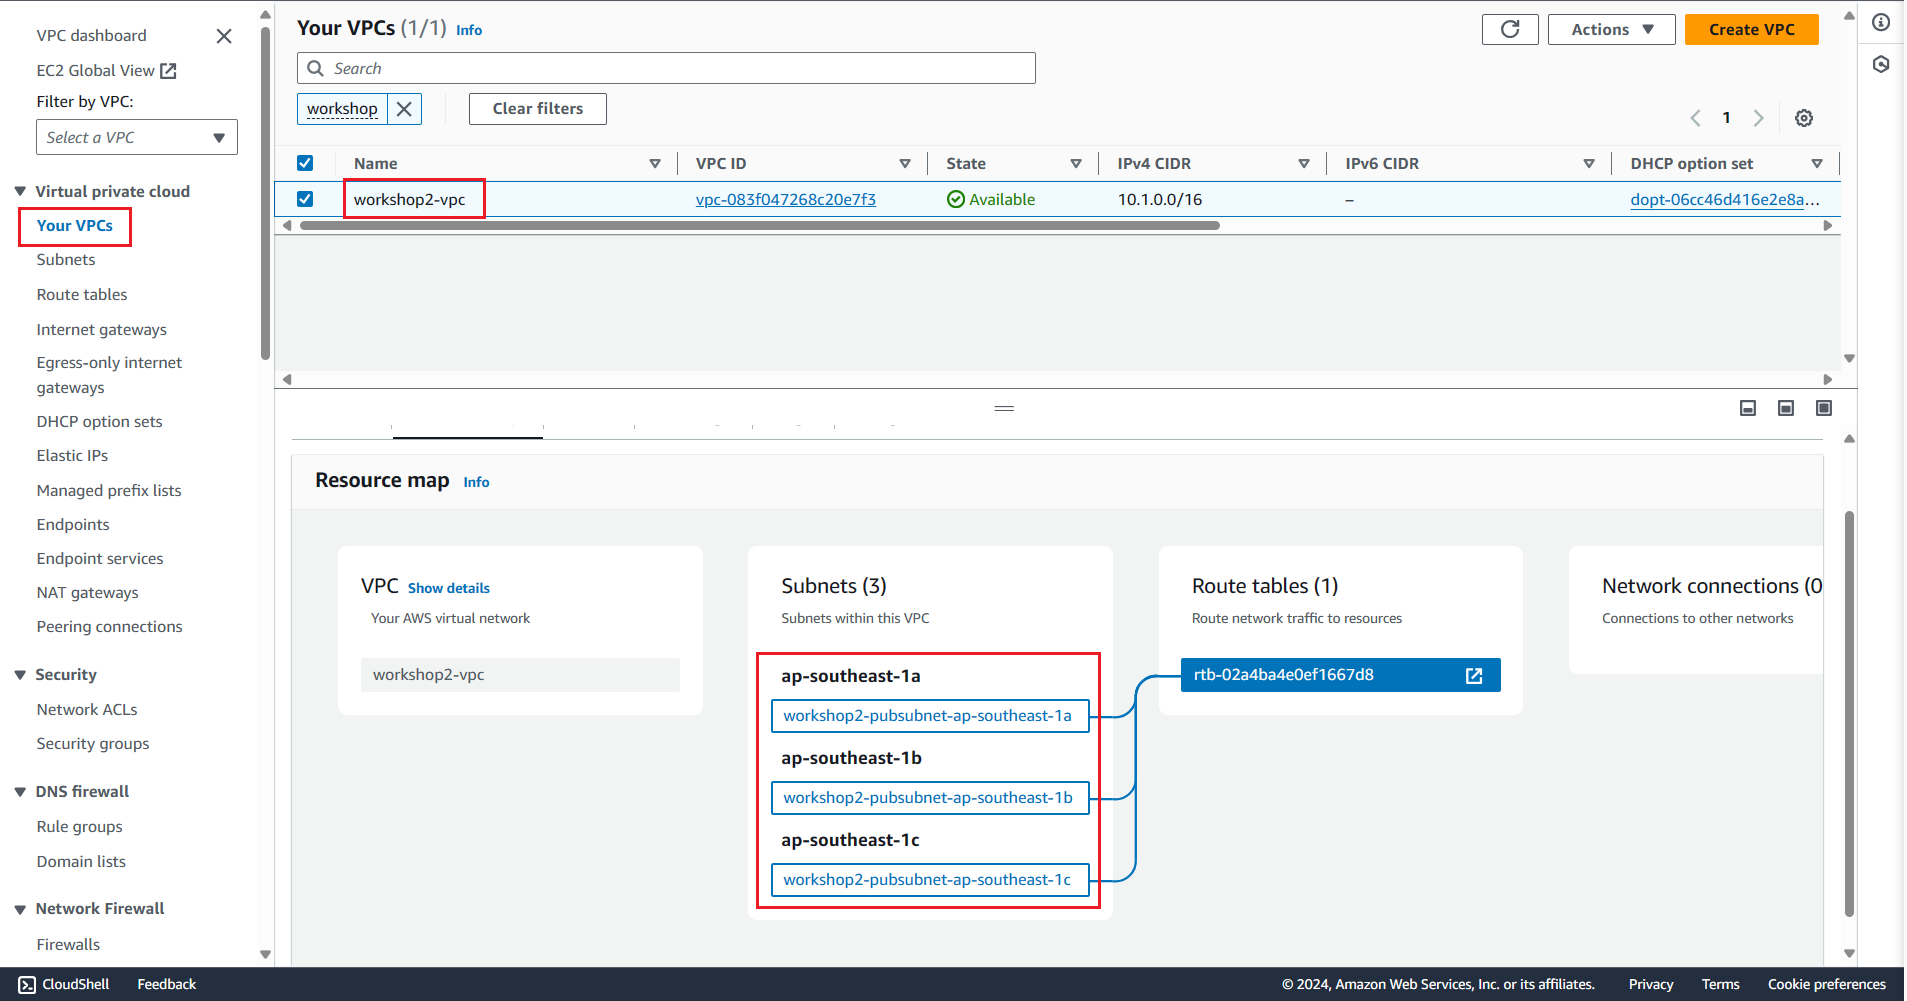 VPC dashboard
EC2 Global View
Filter by VPC:
Select a VPC
Virtual private cloud
Your VPCs
Subnets
Route tables
Internet gateways
Egress-only internet
gateways
DHCP option sets
Elastic IPs
Managed prefix lists
Endpoints
Endpoint services
NAT gateways
Peering connections
Security
Network ACLs
Security groups
DNS firewall
Rule groups
Domain lists
Network Firewall
Firewalls
Your VPCs (1/1) Info
Actions
Create VPC
Search
workshop
Clear filters
1
Name VPC ID State IPv4 CIDR IPv6 CIDR DHCP option set
workshop2-vpc vpc-083f047268c20e7f3 Available 10.1.0.0/16 – dopt-06cc46d416e2e8a...
Resource map Info
VPC Show details
Your AWS virtual network
workshop2-vpc
Subnets (3)
Subnets within this VPC
ap-southeast-1a
workshop2-pubsubnet-ap-southeast-1a
ap-southeast-1b
workshop2-pubsubnet-ap-southeast-1b
ap-southeast-1c
workshop2-pubsubnet-ap-southeast-1c
Route tables (1)
Route network traffic to resources
rtb-02a4ba4e0ef1667d8
Network connections (0
Connections to other networks
CloudShell Feedback © 2024, Amazon Web Services, Inc. or its affiliates. Privacy Terms Cookie preferences